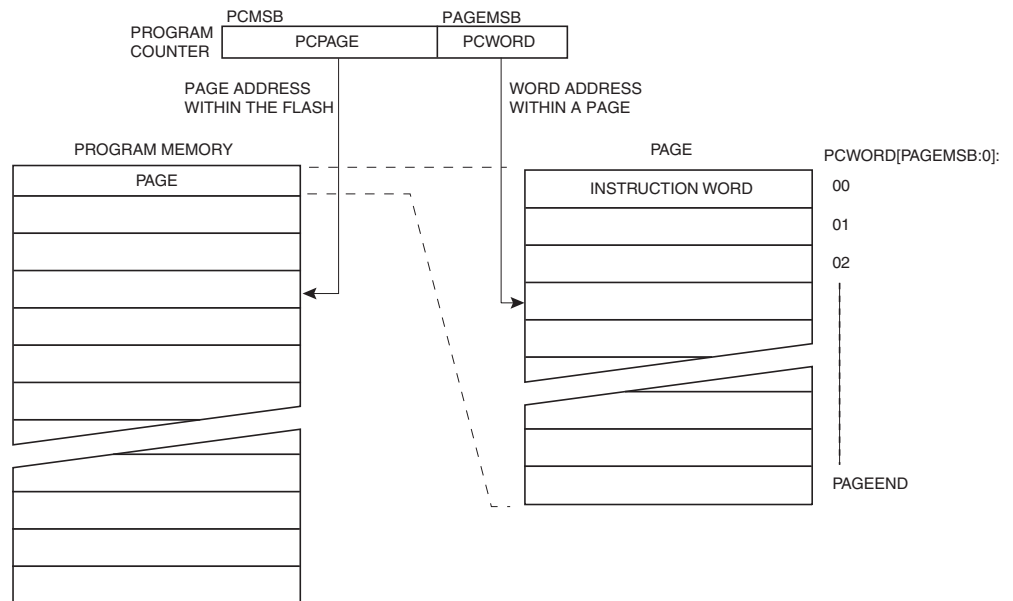 PCMSB
PAGEMSB
PROGRAM
COUNTER
PCPAGE
PCWORD
PAGE ADDRESS
WITHIN THE FLASH
WORD ADDRESS
WITHIN A PAGE
PROGRAM MEMORY
PAGE
PAGE
PCWORD[PAGEMSB:0]:
INSTRUCTION WORD
00
01
02
PAGEEND